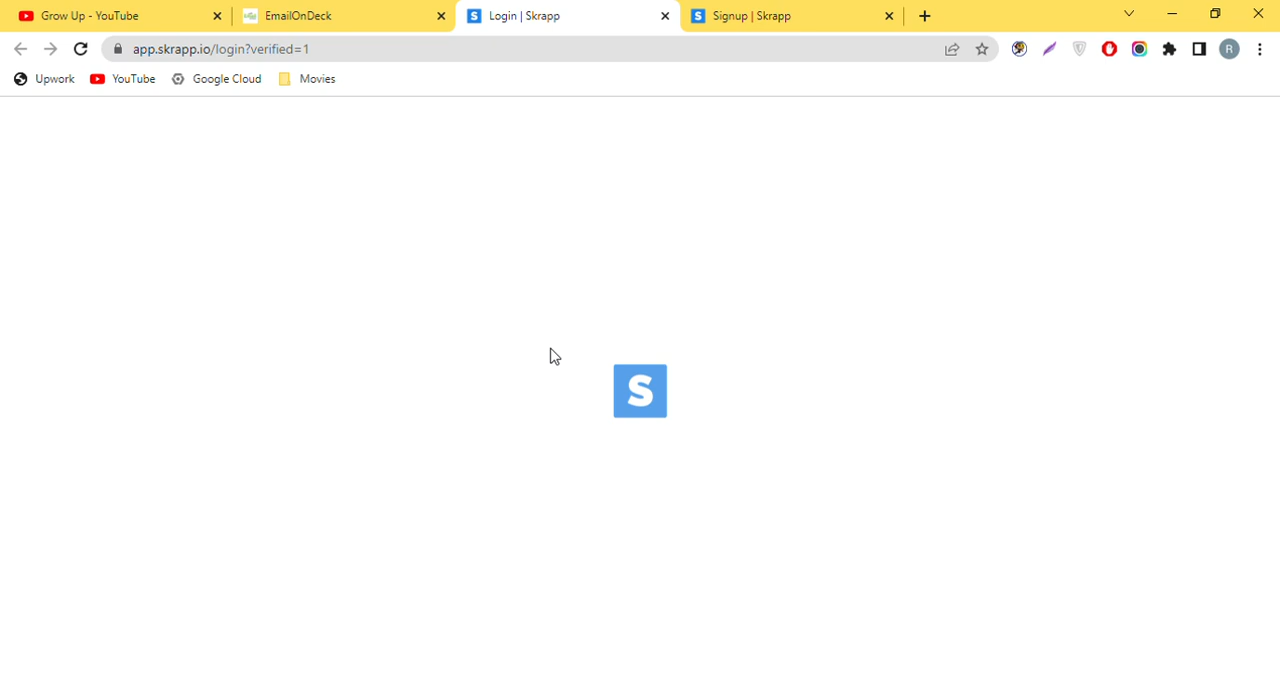 Grow Up - YouTube
EmailOnDeck
Login | Skrapp
Signup | Skrapp
app.skrapp.io/login?verified=1
R
Upwork
YouTube
Google Cloud
Movies
S